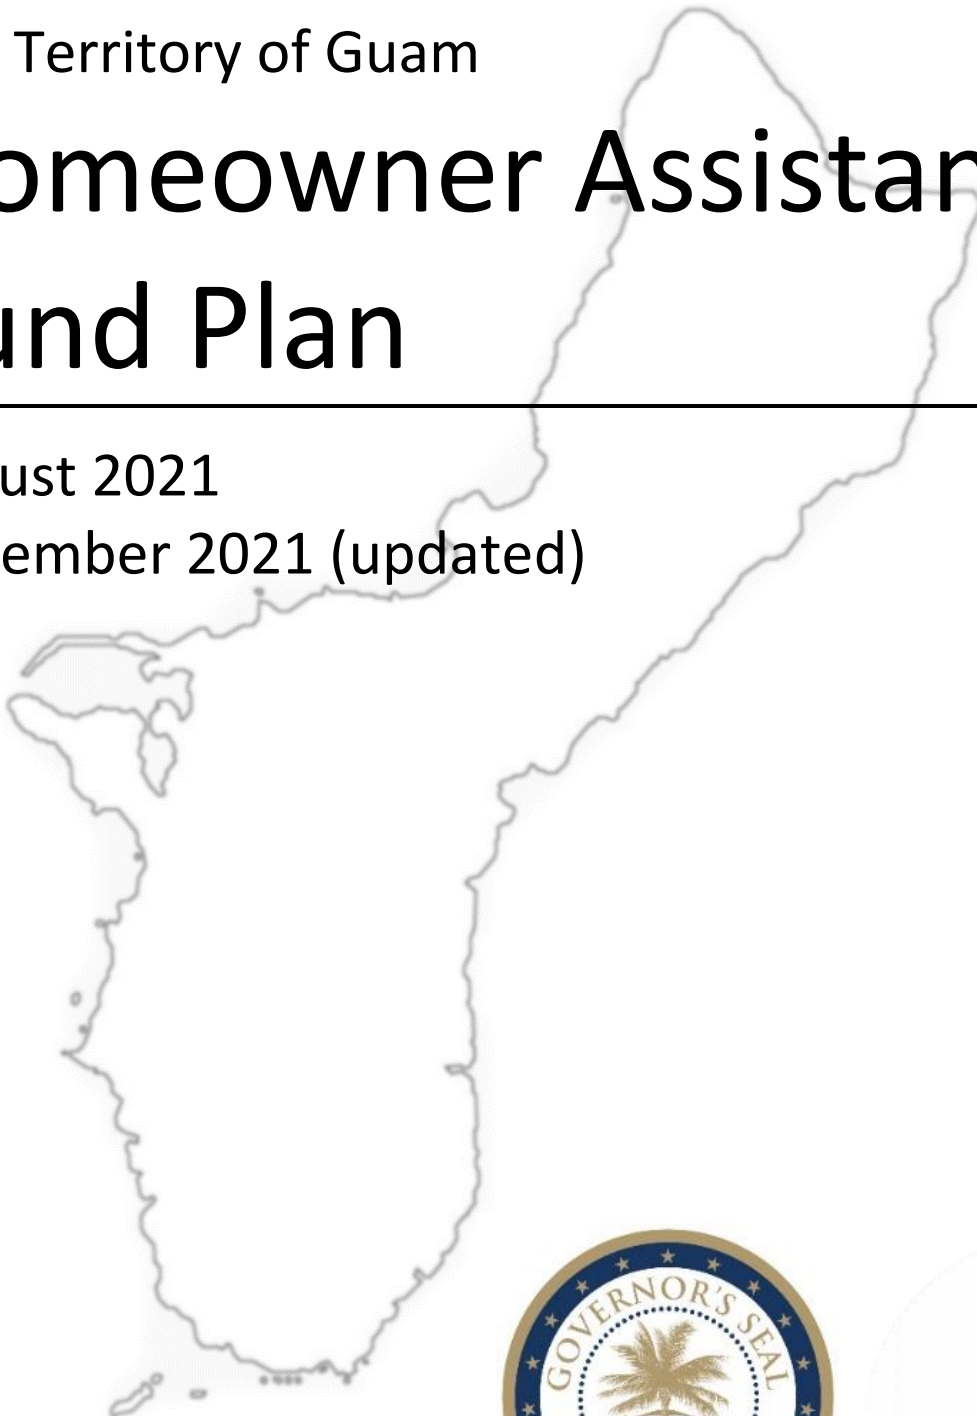 Territory of Guam
omeowner Assistan
und Plan
ust 2021
ember 2021 (updated)
GOVERNOR'S SEAL